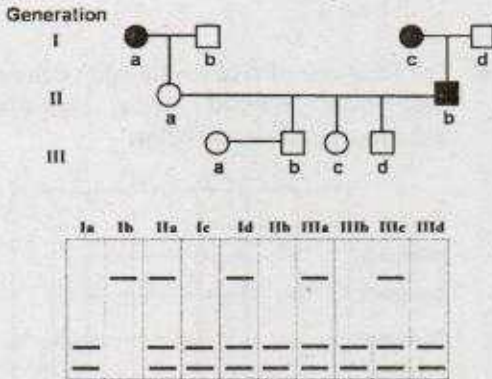 Generation
I
a b c d
II
a b
III
a b c d
Ia Ib IIa Ic Id IIb IIIa IIIb IIIc IIId